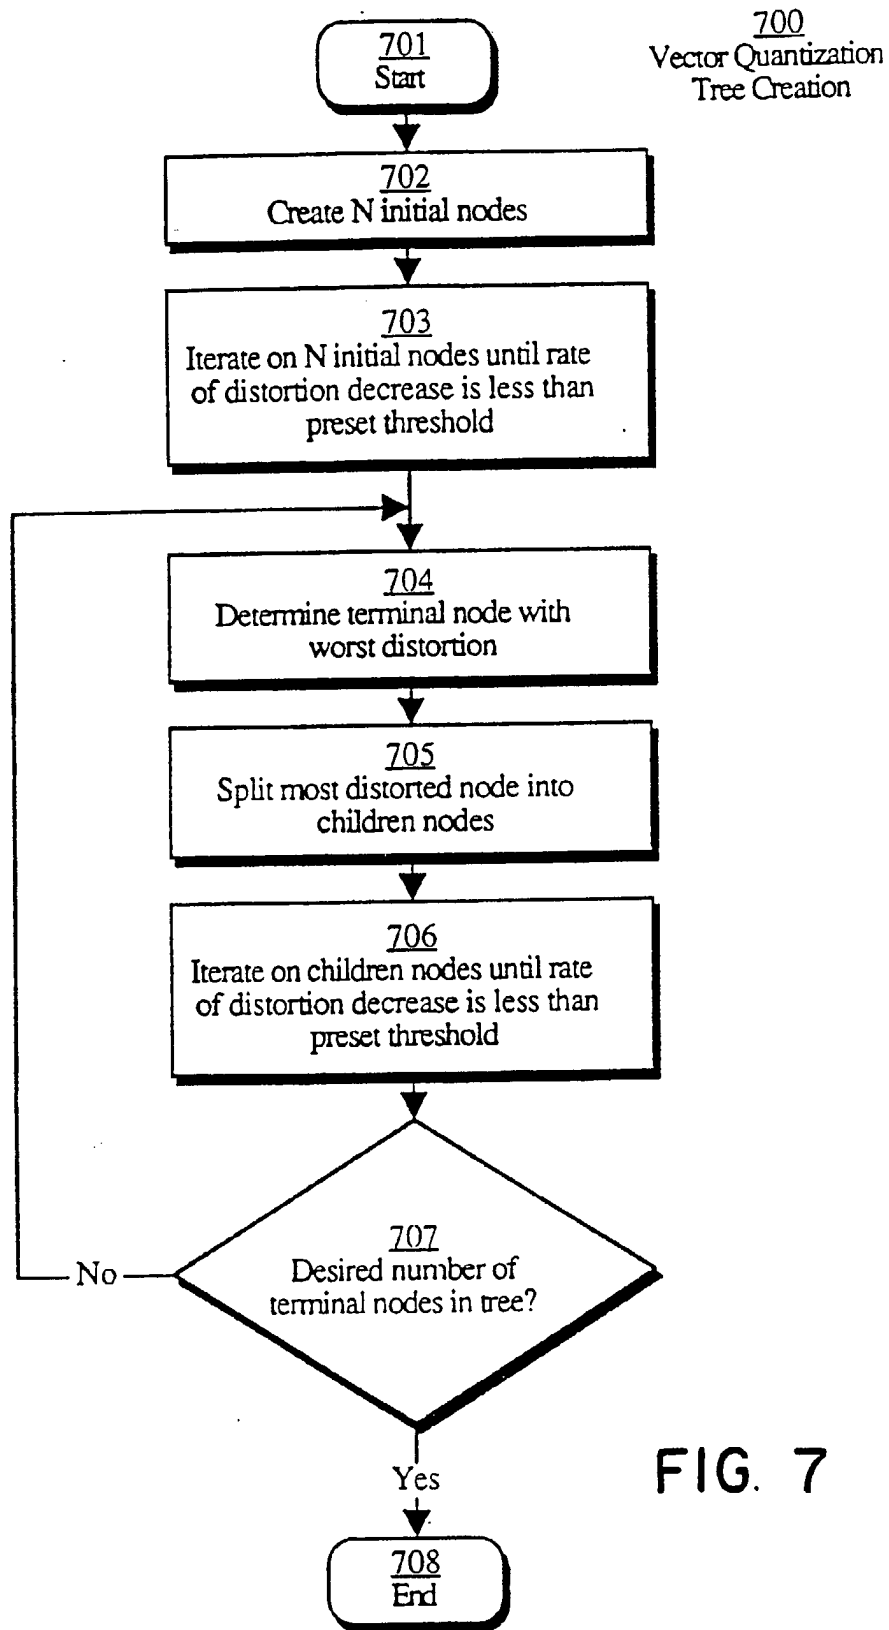 700
Vector Quantization
Tree Creation
701
Start
702
Create N initial nodes
703
Iterate on N initial nodes until rate
of distortion decrease is less than
preset threshold
704
Determine terminal node with
worst distortion
705
Split most distorted node into
children nodes
706
Iterate on children nodes until rate
of distortion decrease is less than
preset threshold
707
Desired number of
terminal nodes in tree?
No
Yes
708
End
FIG. 7